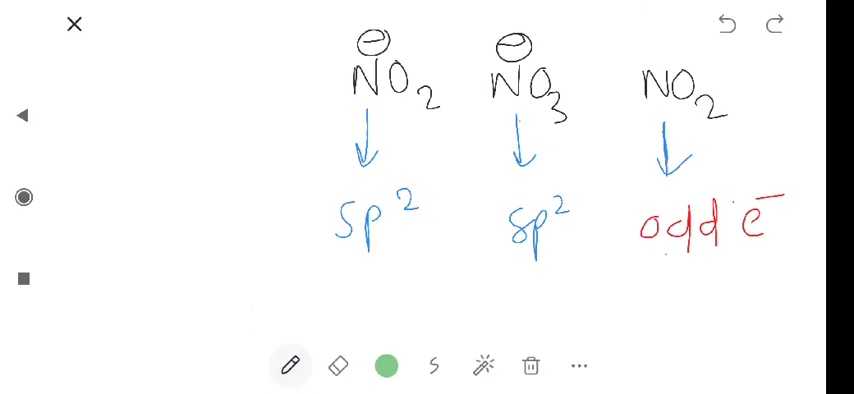 ⊖NO2 ⊖NO3 NO2
sp² sp² odd e⁻